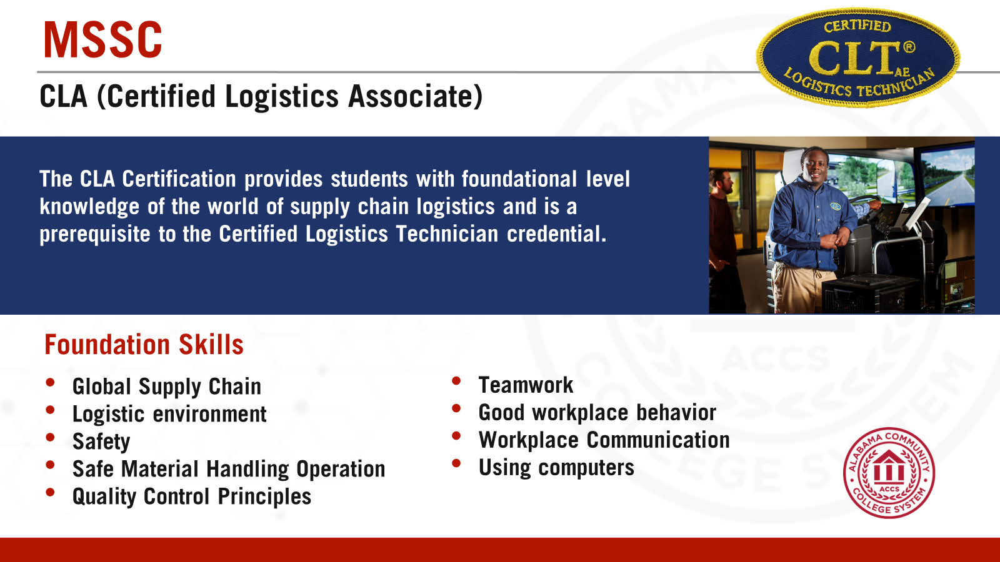 MSSC
CERTIFIED
CLT®
AE
LOGISTICS TECHNICIAN
CLA (Certified Logistics Associate)
The CLA Certification provides students with foundational level
knowledge of the world of supply chain logistics and is a
prerequisite to the Certified Logistics Technician credential.
Foundation Skills
• Global Supply Chain
• Logistic environment
• Safety
• Safe Material Handling Operation
• Quality Control Principles
• Teamwork
• Good workplace behavior
• Workplace Communication
• Using computers
ALABAMA COMMUNITY
ACCS
COLLEGE SYSTEM